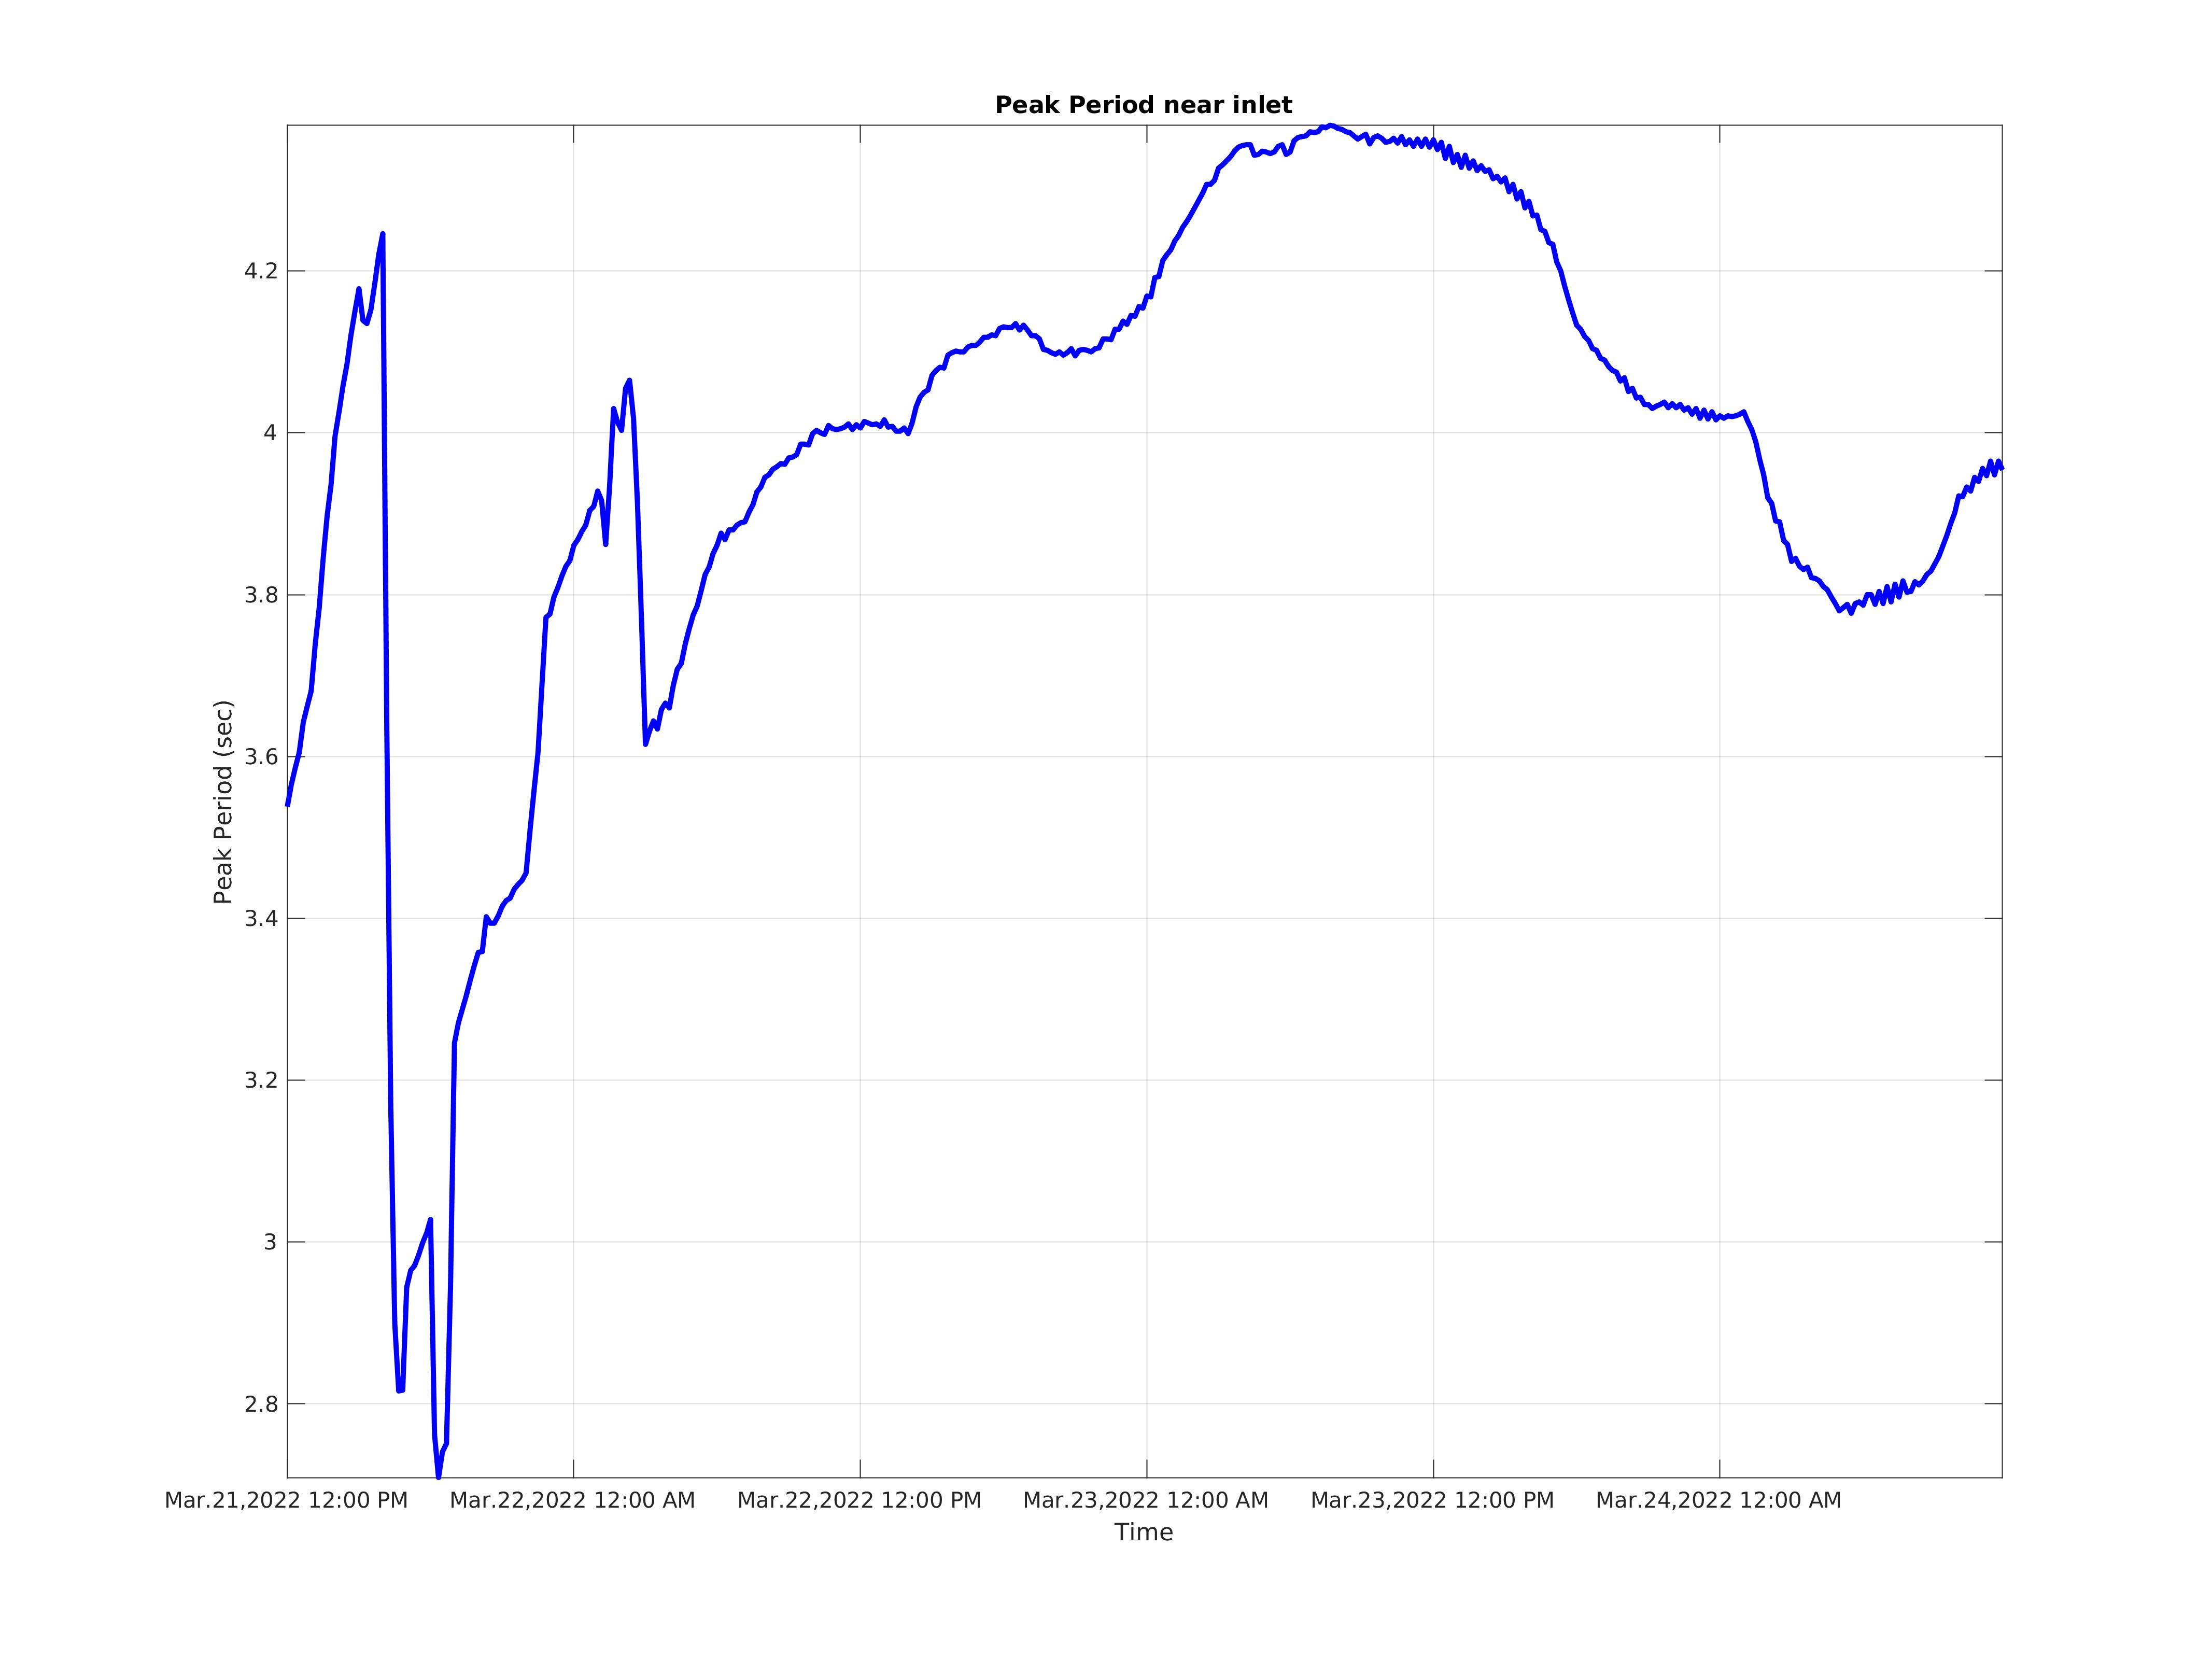 Peak Period near inlet
Peak Period (sec)
4.2
4
3.8
3.6
3.4
3.2
3
2.8
Mar.21,2022 12:00 PM
Mar.22,2022 12:00 AM
Mar.22,2022 12:00 PM
Mar.23,2022 12:00 AM
Mar.23,2022 12:00 PM
Mar.24,2022 12:00 AM
Time